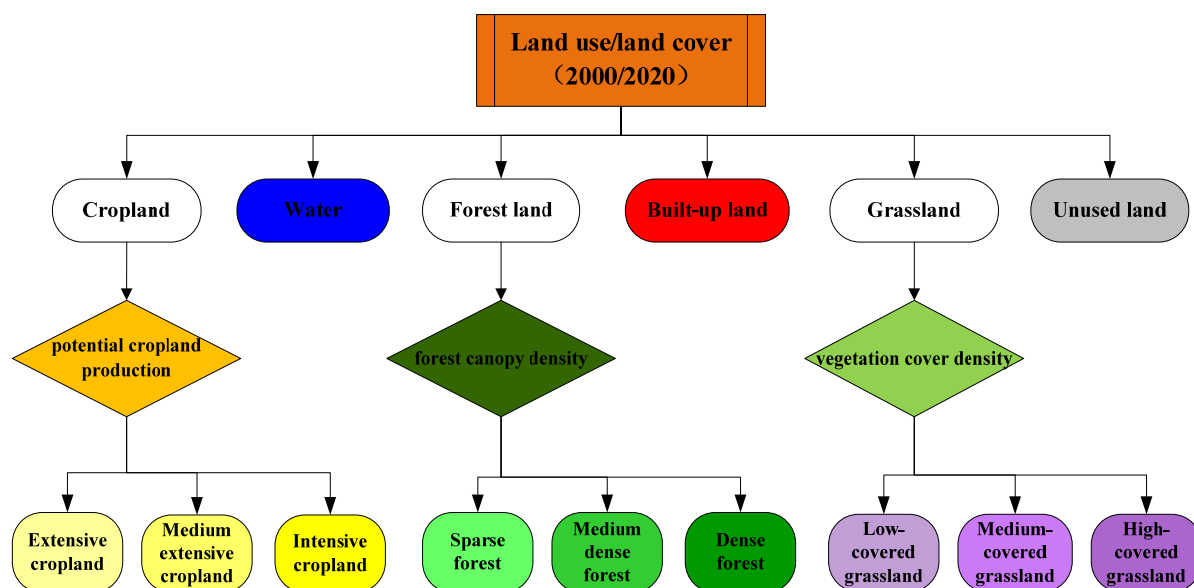 Land use/land cover
（2000/2020）
Cropland
Water
Forest land
Built-up land
Grassland
Unused land
potential cropland
production
forest canopy density
vegetation cover density
Extensive
cropland
Medium
extensive
cropland
Intensive
cropland
Sparse
forest
Medium
dense
forest
Dense
forest
Low-
covered
grassland
Medium-
covered
grassland
High-
covered
grassland